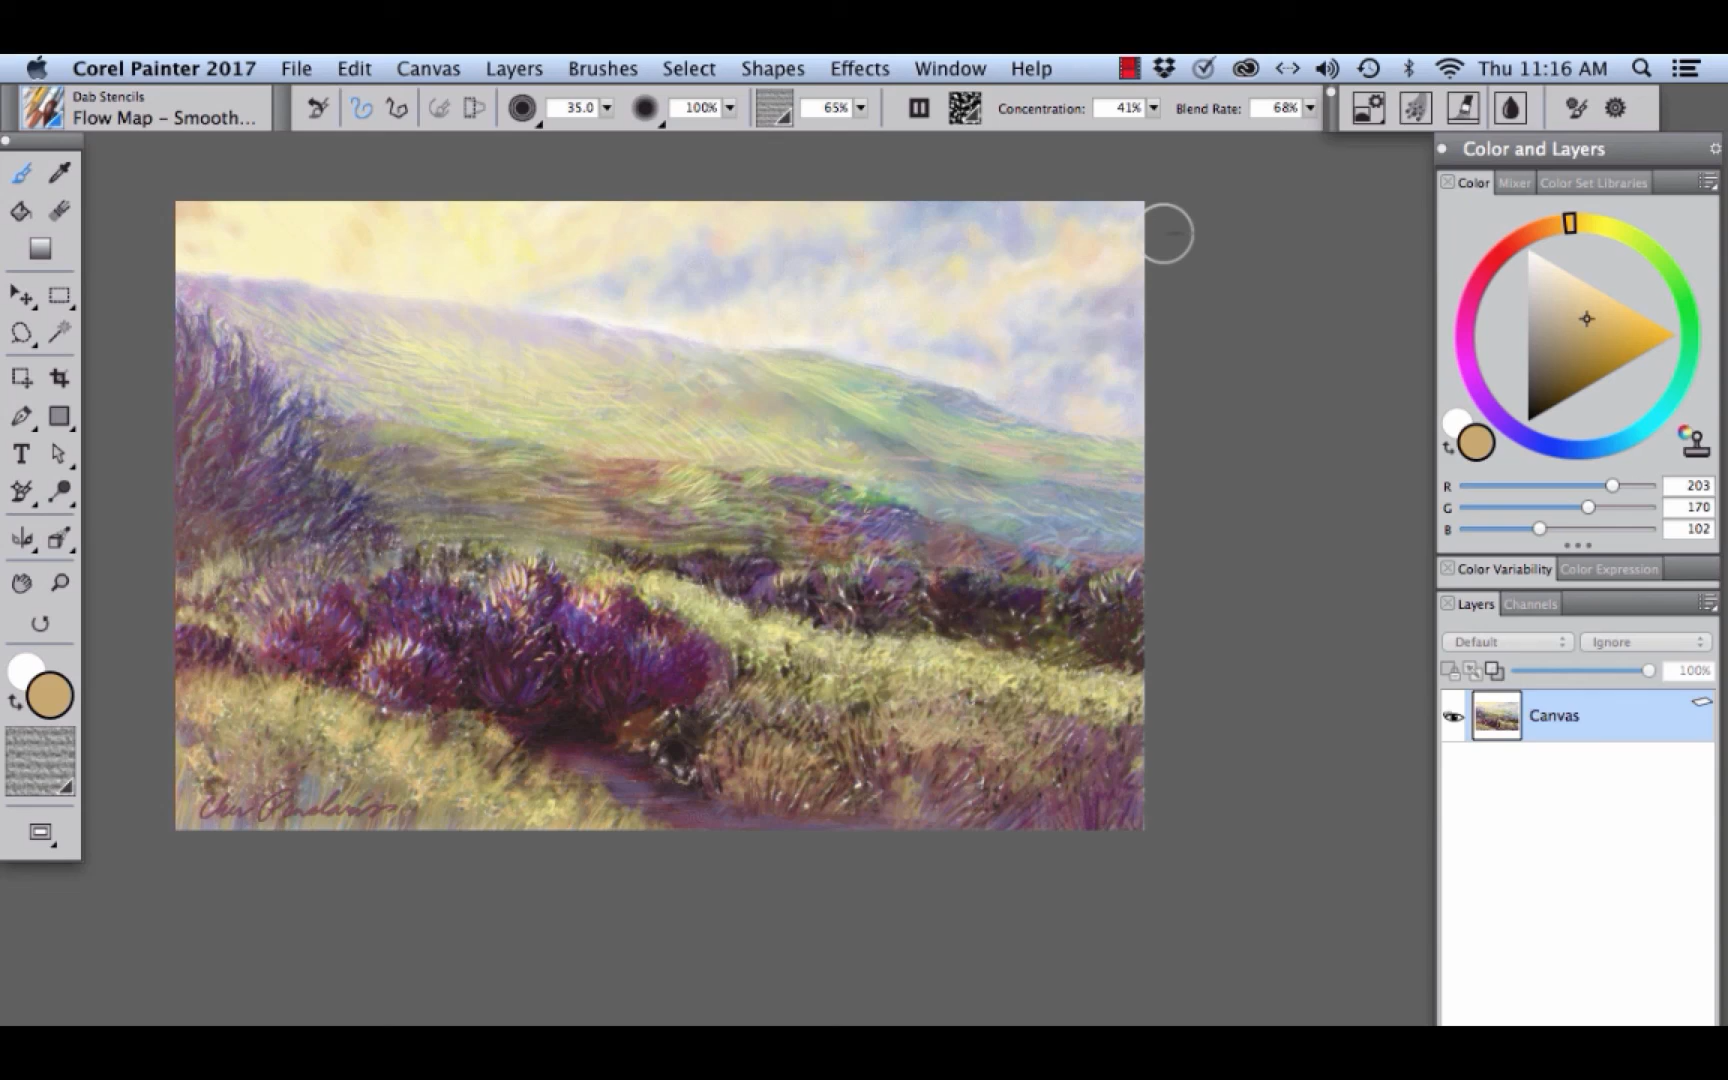 Corel Painter 2017 File Edit Canvas Layers Brushes Select Shapes Effects Window Help Thu 11:16 AM
Dab Stencils
Flow Map – Smooth...
35.0 100% 65% Concentration: 41% Blend Rate: 68%
Color and Layers
Color Mixer Color Set Libraries
R 203
G 170
B 102
Color Variability Color Expression
Layers Channels
Default Ignore
100%
Canvas
T